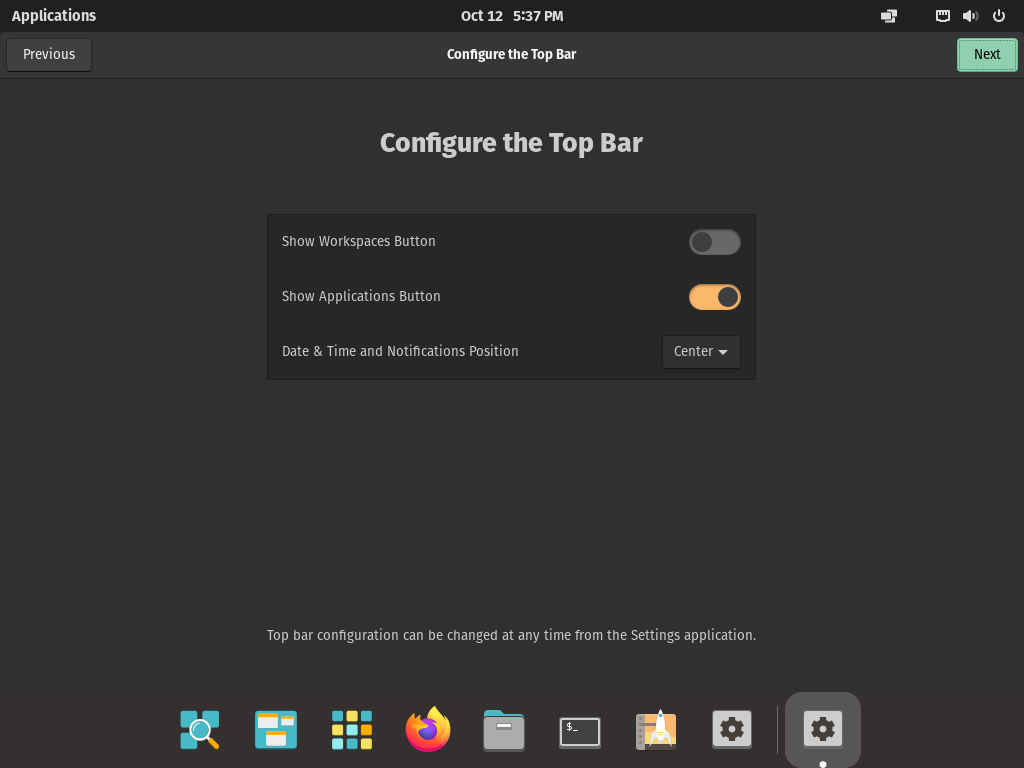 Applications
Oct 12 5:37 PM
Previous
Configure the Top Bar
Next
Configure the Top Bar
Show Workspaces Button
Show Applications Button
Date & Time and Notifications Position
Center
Top bar configuration can be changed at any time from the Settings application.
$_